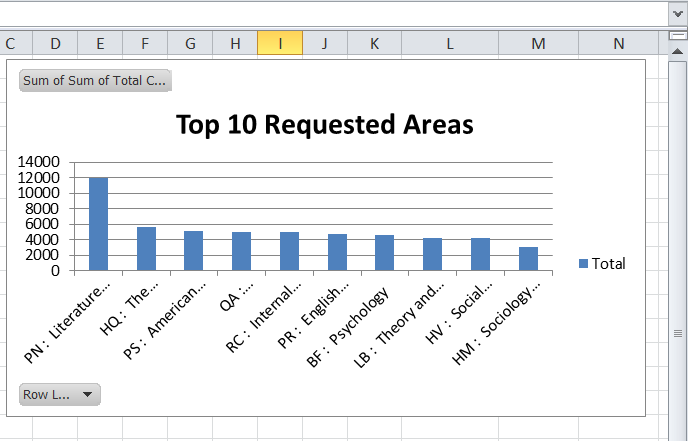 C D E F G H I J K L M N
Sum of Sum of Total C...
Top 10 Requested Areas
14000
12000
10000
8000
6000
4000
2000
0
PN : Literature...
HQ : The...
PS : American...
QA :...
RC : Internal...
PR : English...
BF : Psychology
LB : Theory and...
HV : Social...
HM : Sociology...
Total
Row L...